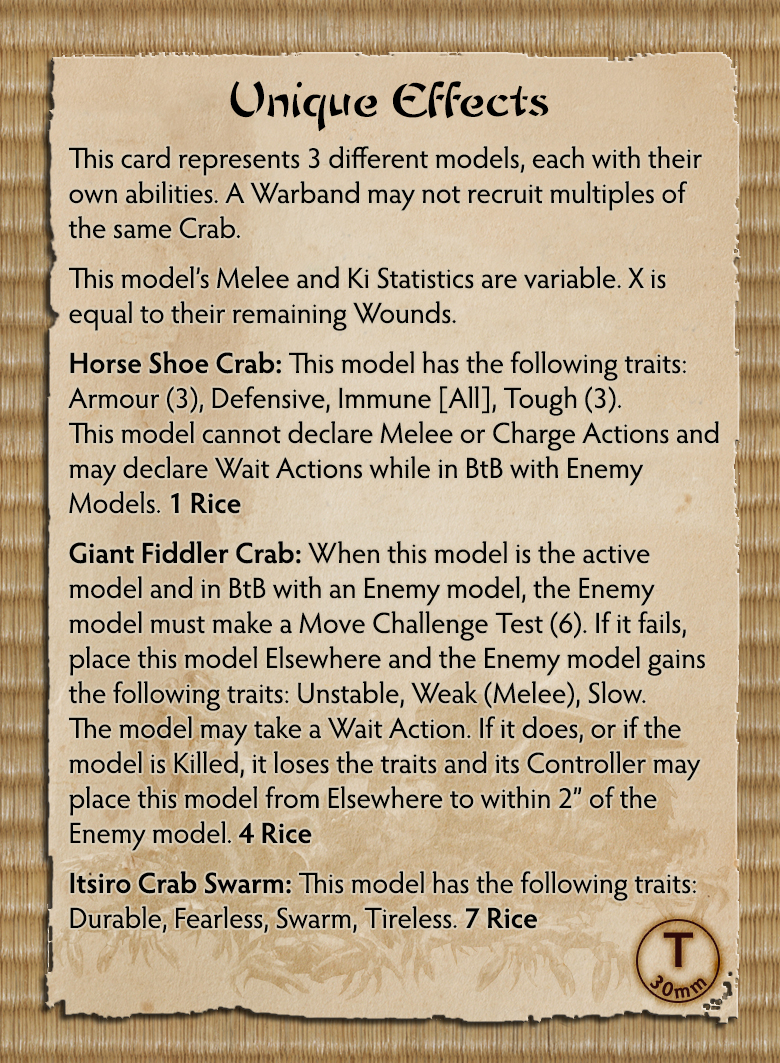 Unique Effects
This card represents 3 different models, each with their
own abilities. A Warband may not recruit multiples of
the same Crab.
This model's Melee and Ki Statistics are variable. X is
equal to their remaining Wounds.
Horse Shoe Crab: This model has the following traits:
Armour (3), Defensive, Immune [All], Tough (3).
This model cannot declare Melee or Charge Actions and
may declare Wait Actions while in BtB with Enemy
Models. 1 Rice
Giant Fiddler Crab: When this model is the active
model and in BtB with an Enemy model, the Enemy
model must make a Move Challenge Test (6). If it fails,
place this model Elsewhere and the Enemy model gains
the following traits: Unstable, Weak (Melee), Slow.
The model may take a Wait Action. If it does, or if the
model is Killed, it loses the traits and its Controller may
place this model from Elsewhere to within 2” of the
Enemy model. 4 Rice
Itsiro Crab Swarm: This model has the following traits:
Durable, Fearless, Swarm, Tireless. 7 Rice
T
30mm